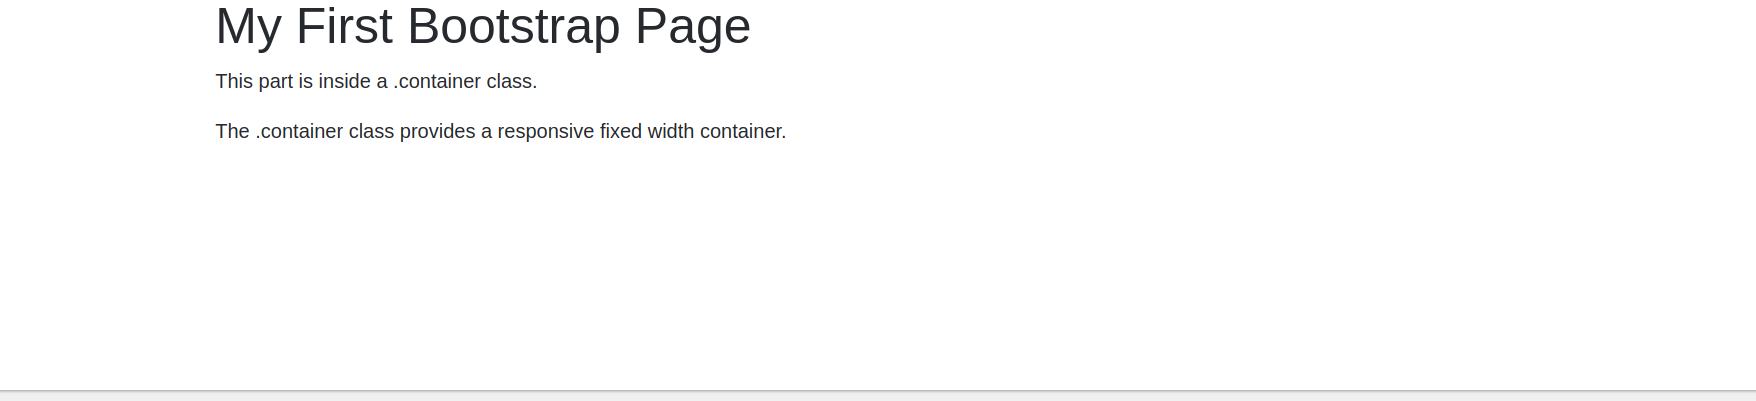 My First Bootstrap Page
This part is inside a .container class.
The .container class provides a responsive fixed width container.